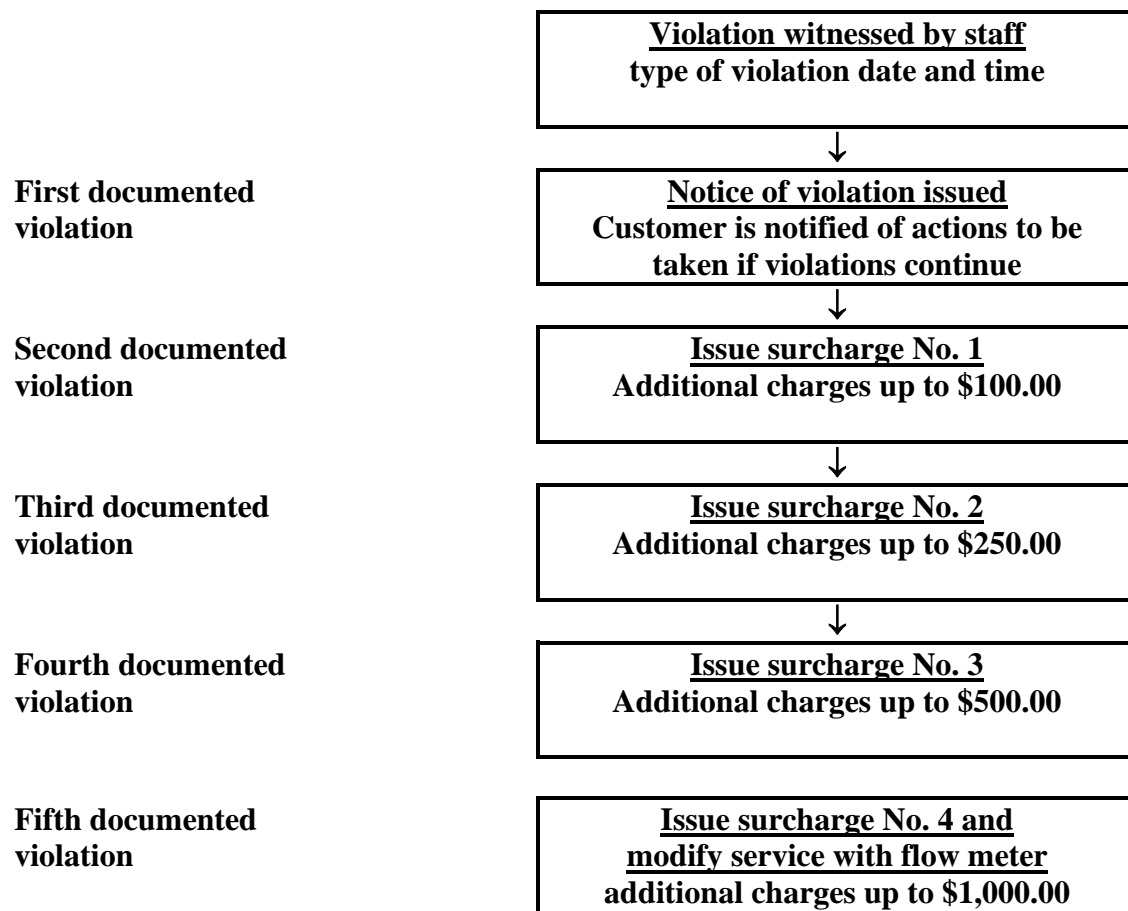 Violation witnessed by staff
type of violation date and time
↓
First documented
violation
Notice of violation issued
Customer is notified of actions to be
taken if violations continue
↓
Second documented
violation
Issue surcharge No. 1
Additional charges up to $100.00
↓
Third documented
violation
Issue surcharge No. 2
Additional charges up to $250.00
↓
Fourth documented
violation
Issue surcharge No. 3
Additional charges up to $500.00
Fifth documented
violation
Issue surcharge No. 4 and
modify service with flow meter
additional charges up to $1,000.00